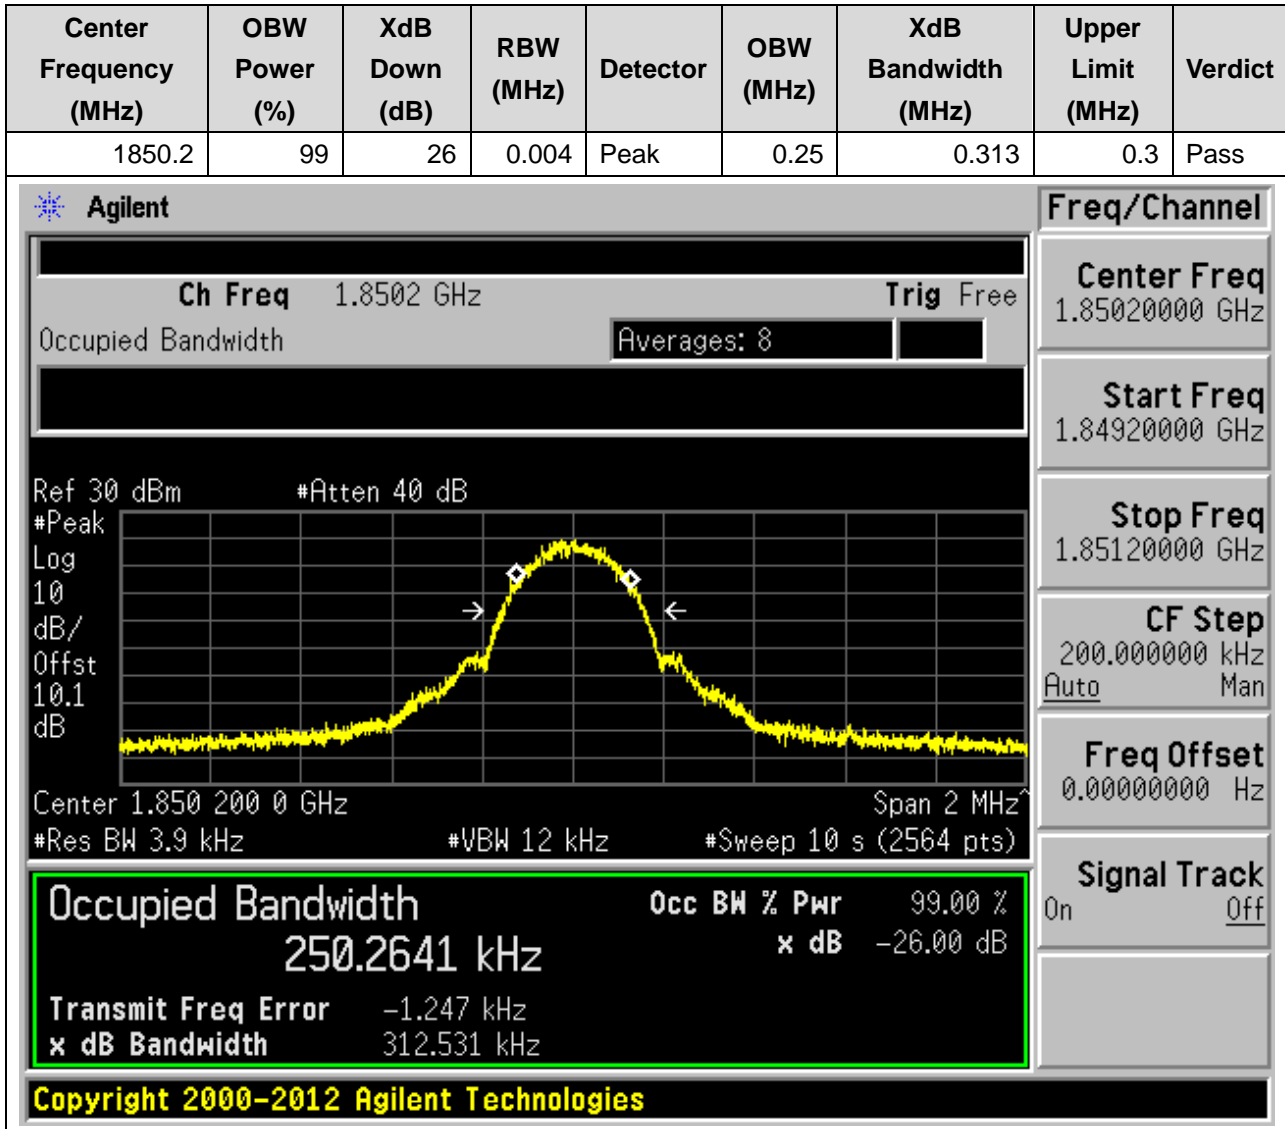 Center Frequency (MHz) OBW Power (%) XdB Down (dB) RBW (MHz) Detector OBW (MHz) XdB Bandwidth (MHz) Upper Limit (MHz) Verdict
1850.2 99 26 0.004 Peak 0.25 0.313 0.3 Pass
Agilent
Freq/Channel
Ch Freq 1.8502 GHz Trig Free
Occupied Bandwidth Averages: 8
Center Freq
1.85020000 GHz
Start Freq
1.84920000 GHz
Stop Freq
1.85120000 GHz
CF Step
200.000000 kHz
Auto Man
Freq Offset
0.00000000 Hz
Signal Track
On Off
Ref 30 dBm #Atten 40 dB
#Peak
Log
10
dB/
Offst
10.1
dB
Center 1.850 200 0 GHz Span 2 MHz^
#Res BW 3.9 kHz #VBW 12 kHz #Sweep 10 s (2564 pts)
Occupied Bandwidth Occ BW % Pwr 99.00 %
250.2641 kHz x dB -26.00 dB
Transmit Freq Error -1.247 kHz
x dB Bandwidth 312.531 kHz
Copyright 2000-2012 Agilent Technologies